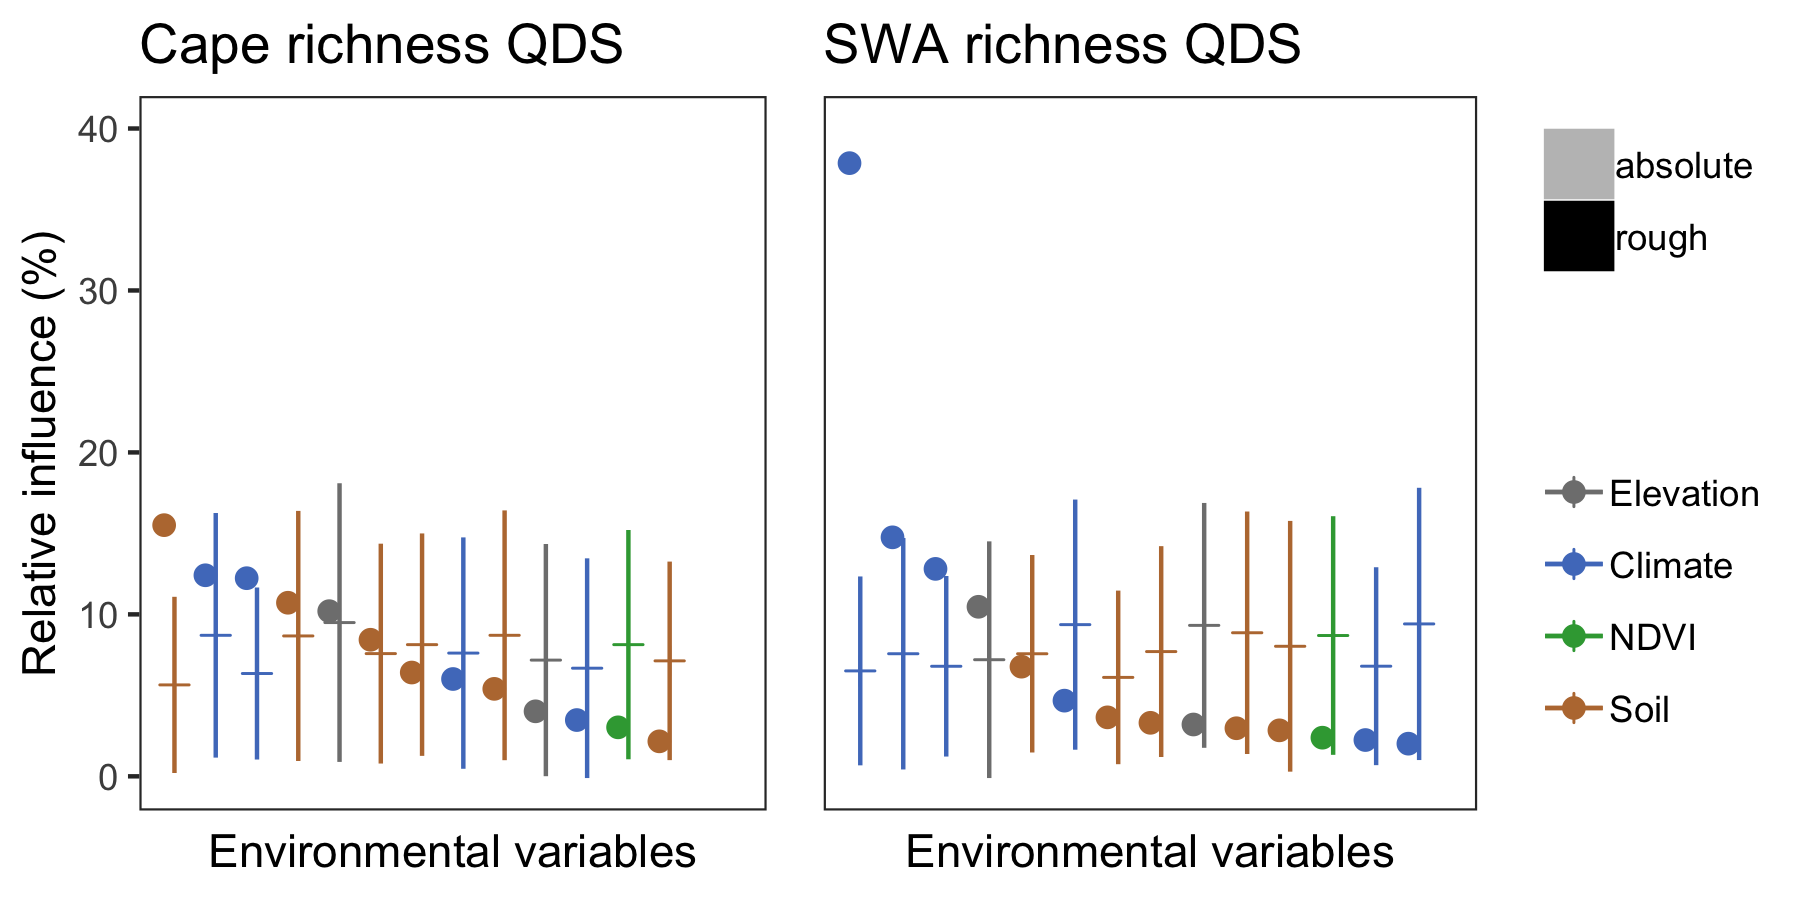 Cape richness QDS
SWA richness QDS
40
30
20
10
0
Relative influence (%)
Environmental variables
Environmental variables
absolute
rough
Elevation
Climate
NDVI
Soil